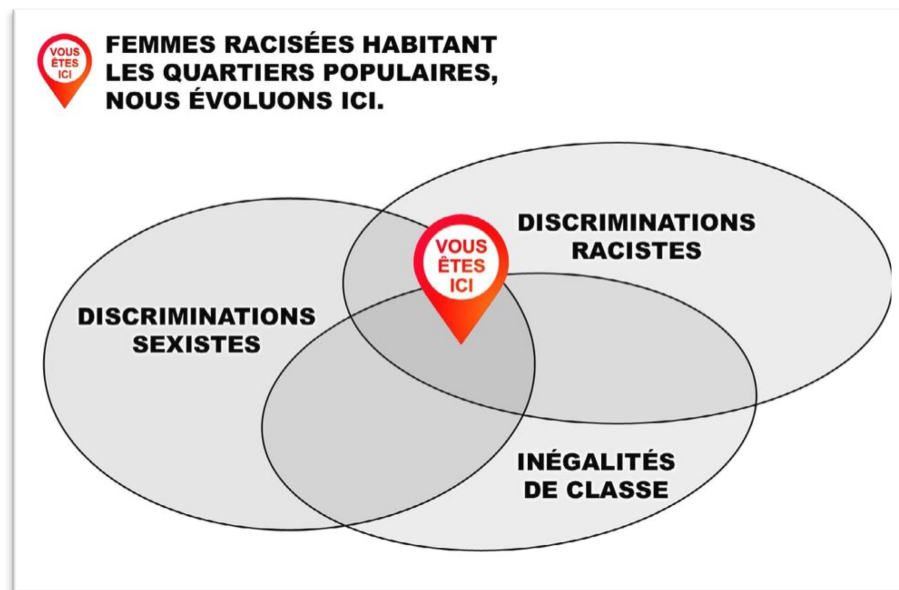 VOUS
ÊTES
ICI
FEMMES RACISÉES HABITANT
LES QUARTIERS POPULAIRES,
NOUS ÉVOLUONS ICI.
DISCRIMINATIONS
RACISTES
VOUS
ÊTES
ICI
DISCRIMINATIONS
SEXISTES
INÉGALITÉS
DE CLASSE